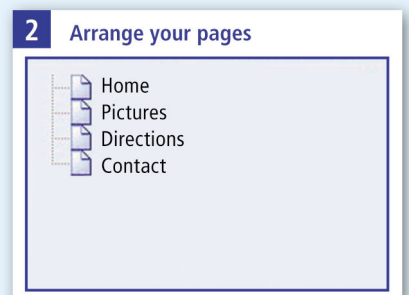 2 Arrange your pages
Home
Pictures
Directions
Contact